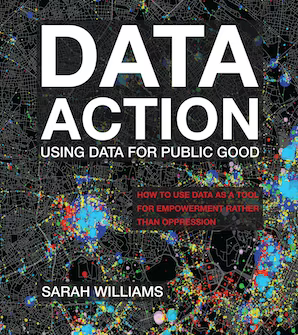 DATA
ACTION
USING DATA FOR PUBLIC GOOD
HOW TO USE DATA AS A TOOL
FOR EMPOWERMENT RATHER
THAN OPPRESSION
SARAH WILLIAMS